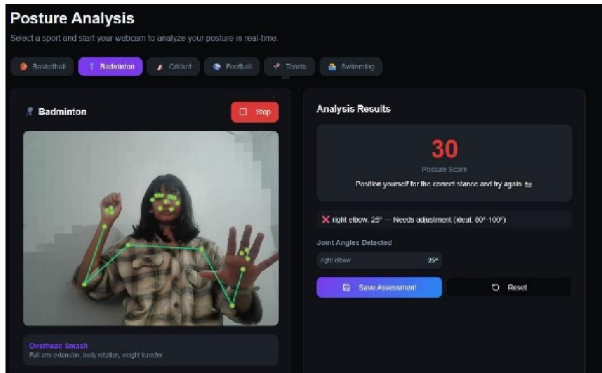 Posture Analysis
Select a sport and start your webcam to analyze your posture in real-time.
Basketball
Badminton
Cricket
Football
Tennis
Swimming
Badminton
Stop
Overhead Smash
Full arm extension, body rotation, weight transfer
Analysis Results
30
Posture Score
Position yourself for the correct stance and try again.
❌ right elbow: 25° — Needs adjustment (ideal: 80°-100°)
Joint Angles Detected
right elbow 25°
Save Assessment
Reset